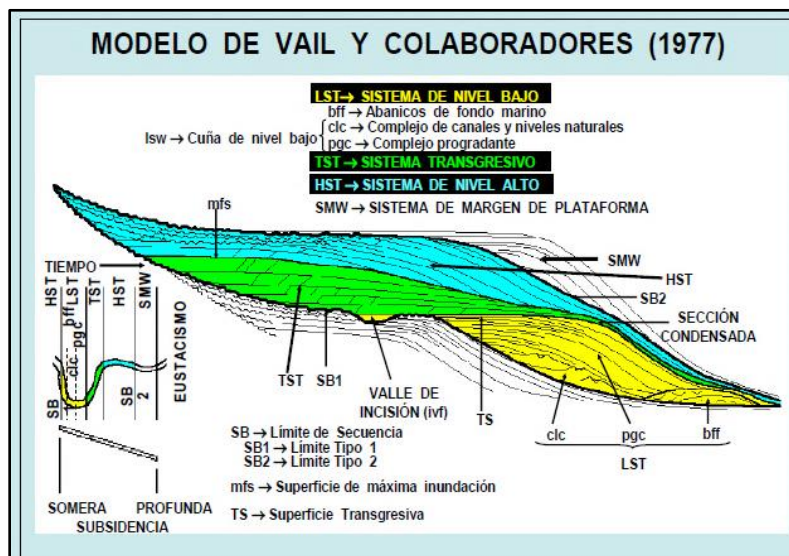 MODELO DE VAIL Y COLABORADORES (1977)
LST→ SISTEMA DE NIVEL BAJO
bff → Abanicos de fondo marino
lsw → Cuña de nivel bajo
clc → Complejo de canales y niveles naturales
pgc → Complejo progradante
TST→ SISTEMA TRANSGRESIVO
HST→ SISTEMA DE NIVEL ALTO
SMW → SISTEMA DE MARGEN DE PLATAFORMA
mfs
SMW
HST
SB2
SECCIÓN
CONDENSADA
TIEMPO
HST
LST
bff
clc
pgc
TST
HST
SMW
EUSTACISMO
SB
1
SB
2
TST
SB1
VALLE DE
INCISIÓN (ivf)
TS
clc
pgc
bff
LST
SB → Límite de Secuencia
SB1 → Límite Tipo 1
SB2 → Límite Tipo 2
mfs → Superficie de máxima inundación
TS → Superficie Transgresiva
SOMERA
PROFUNDA
SUBSIDENCIA